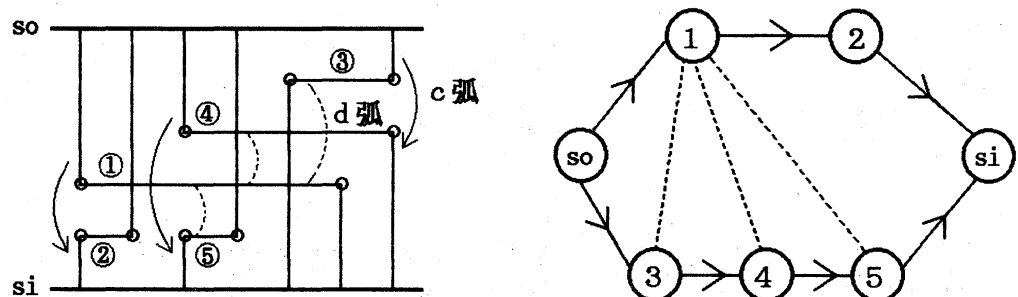 so
③
c 弧
④
d 弧
①
②
⑤
si
1
2
so
si
3
4
5